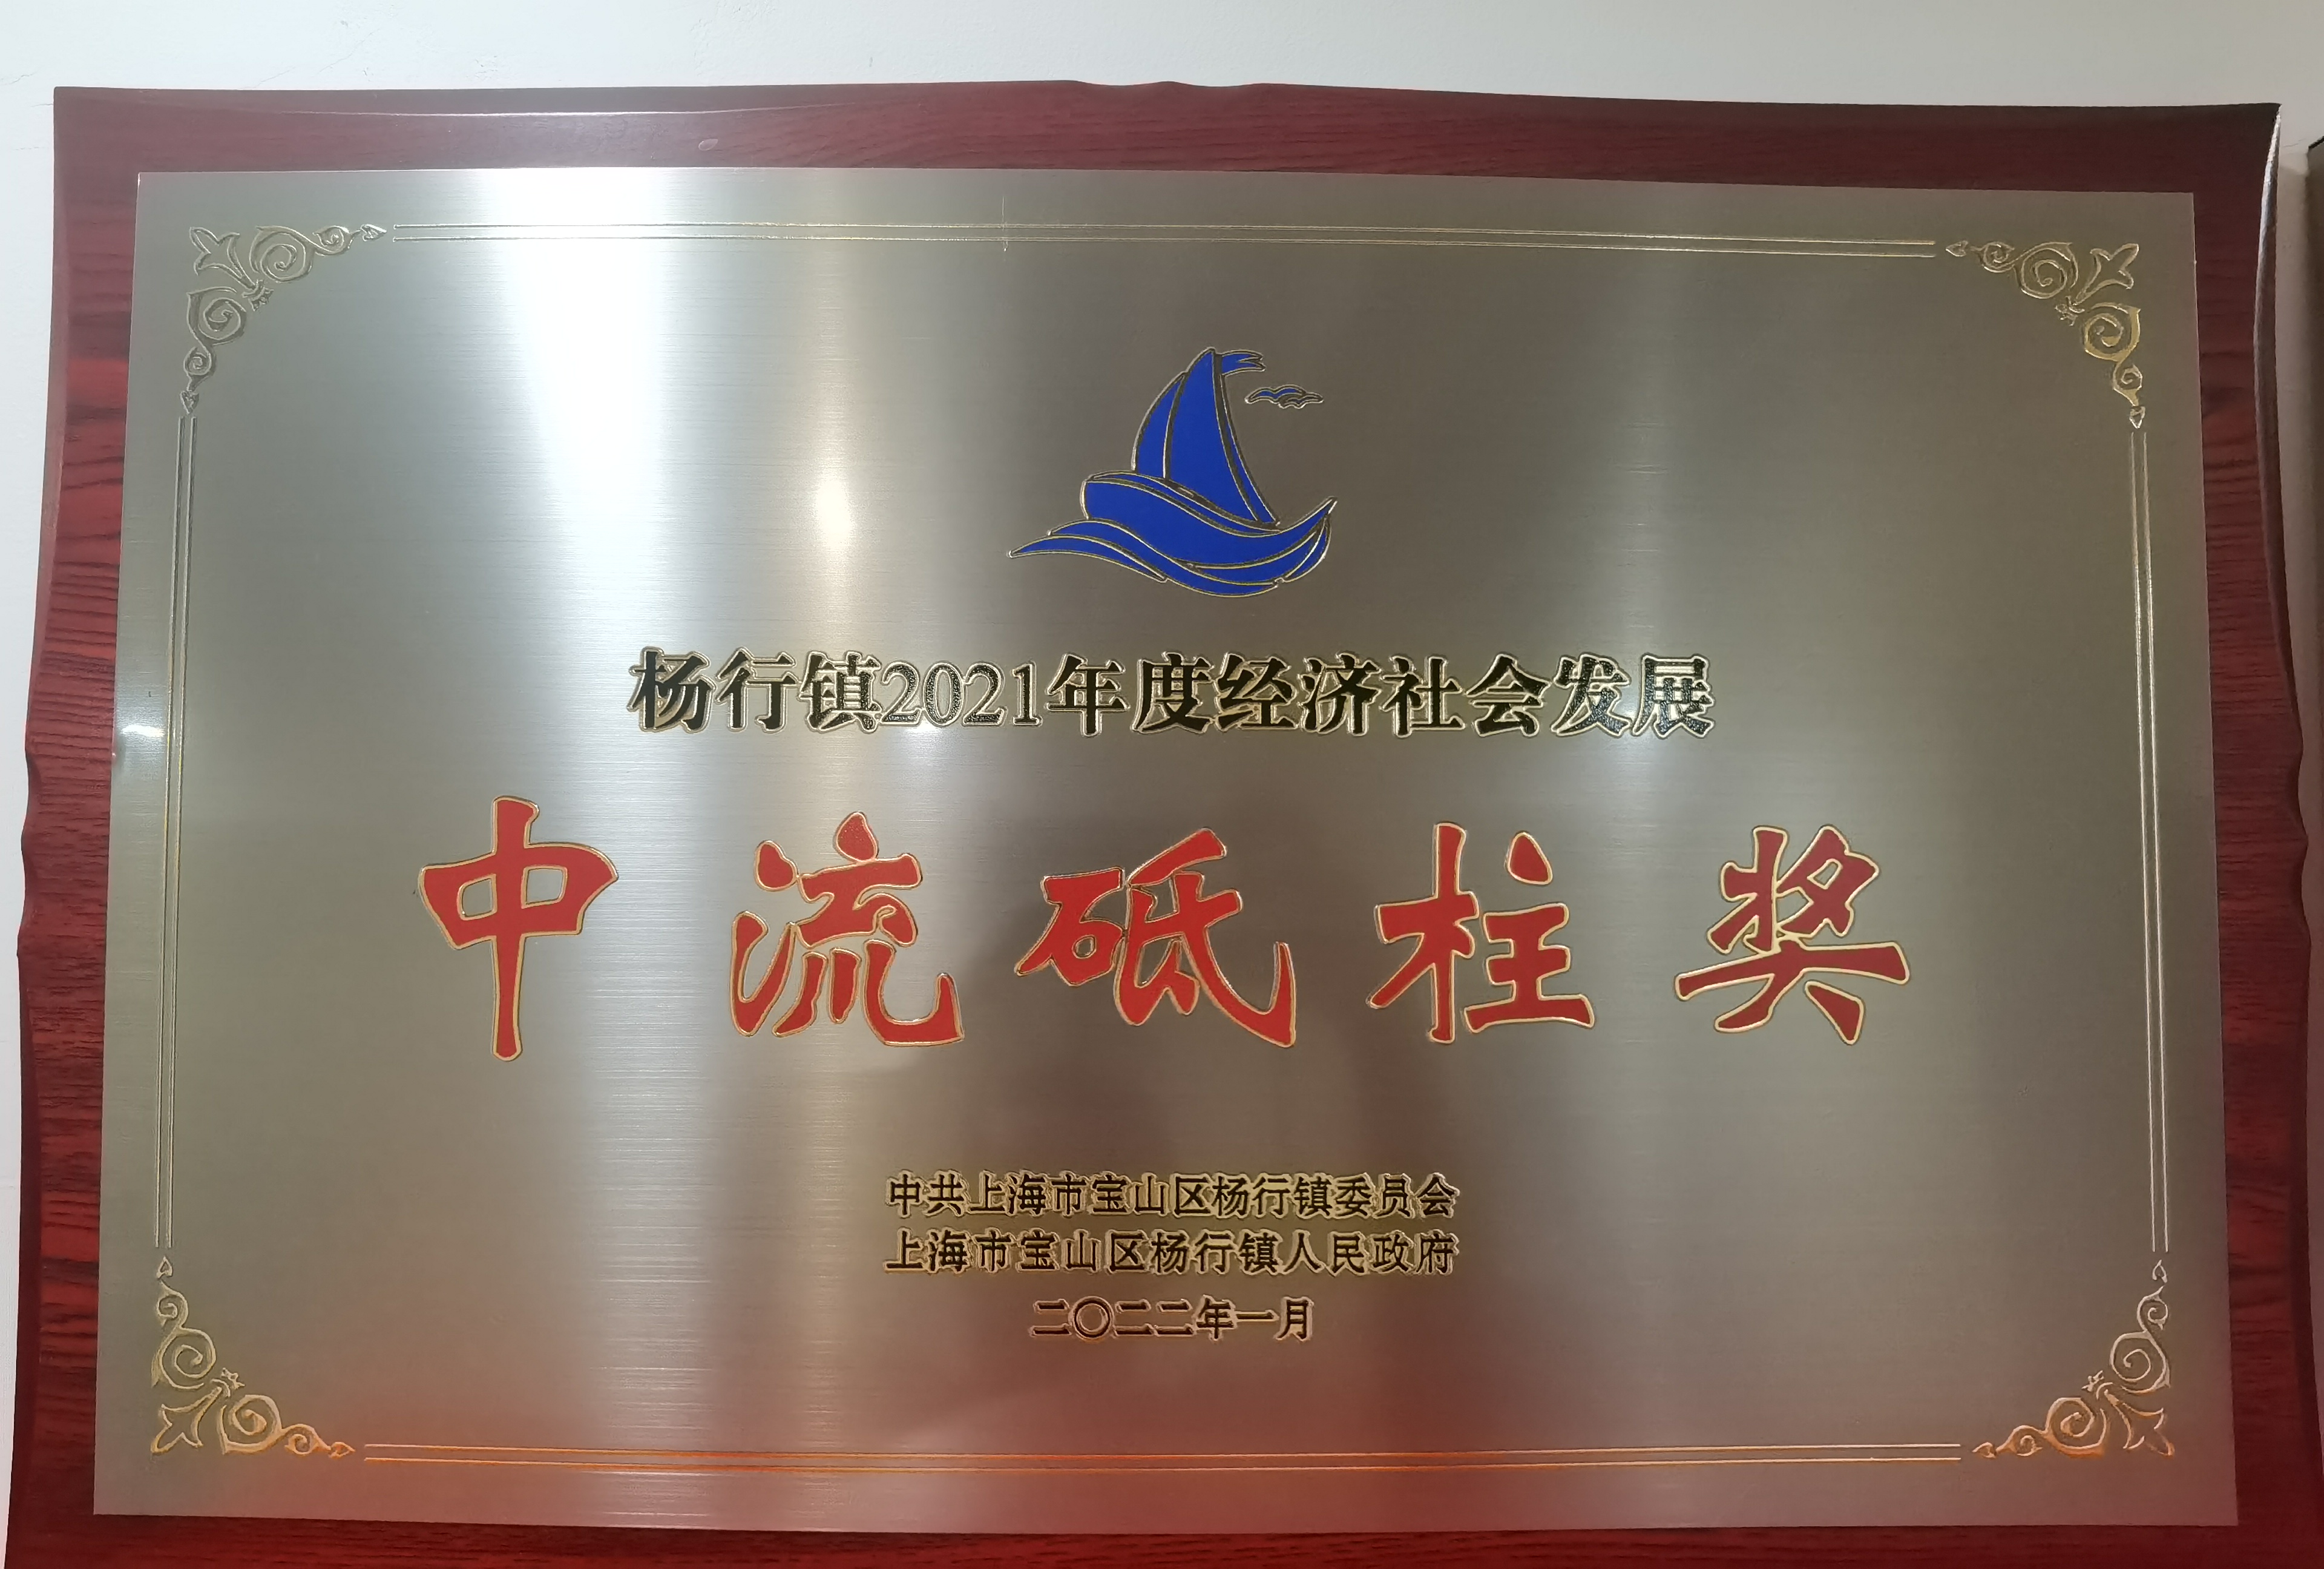 杨行镇2021年度经济社会发展
中流砥柱奖
中共上海市宝山区杨行镇委员会
上海市宝山区杨行镇人民政府
二〇二二年一月